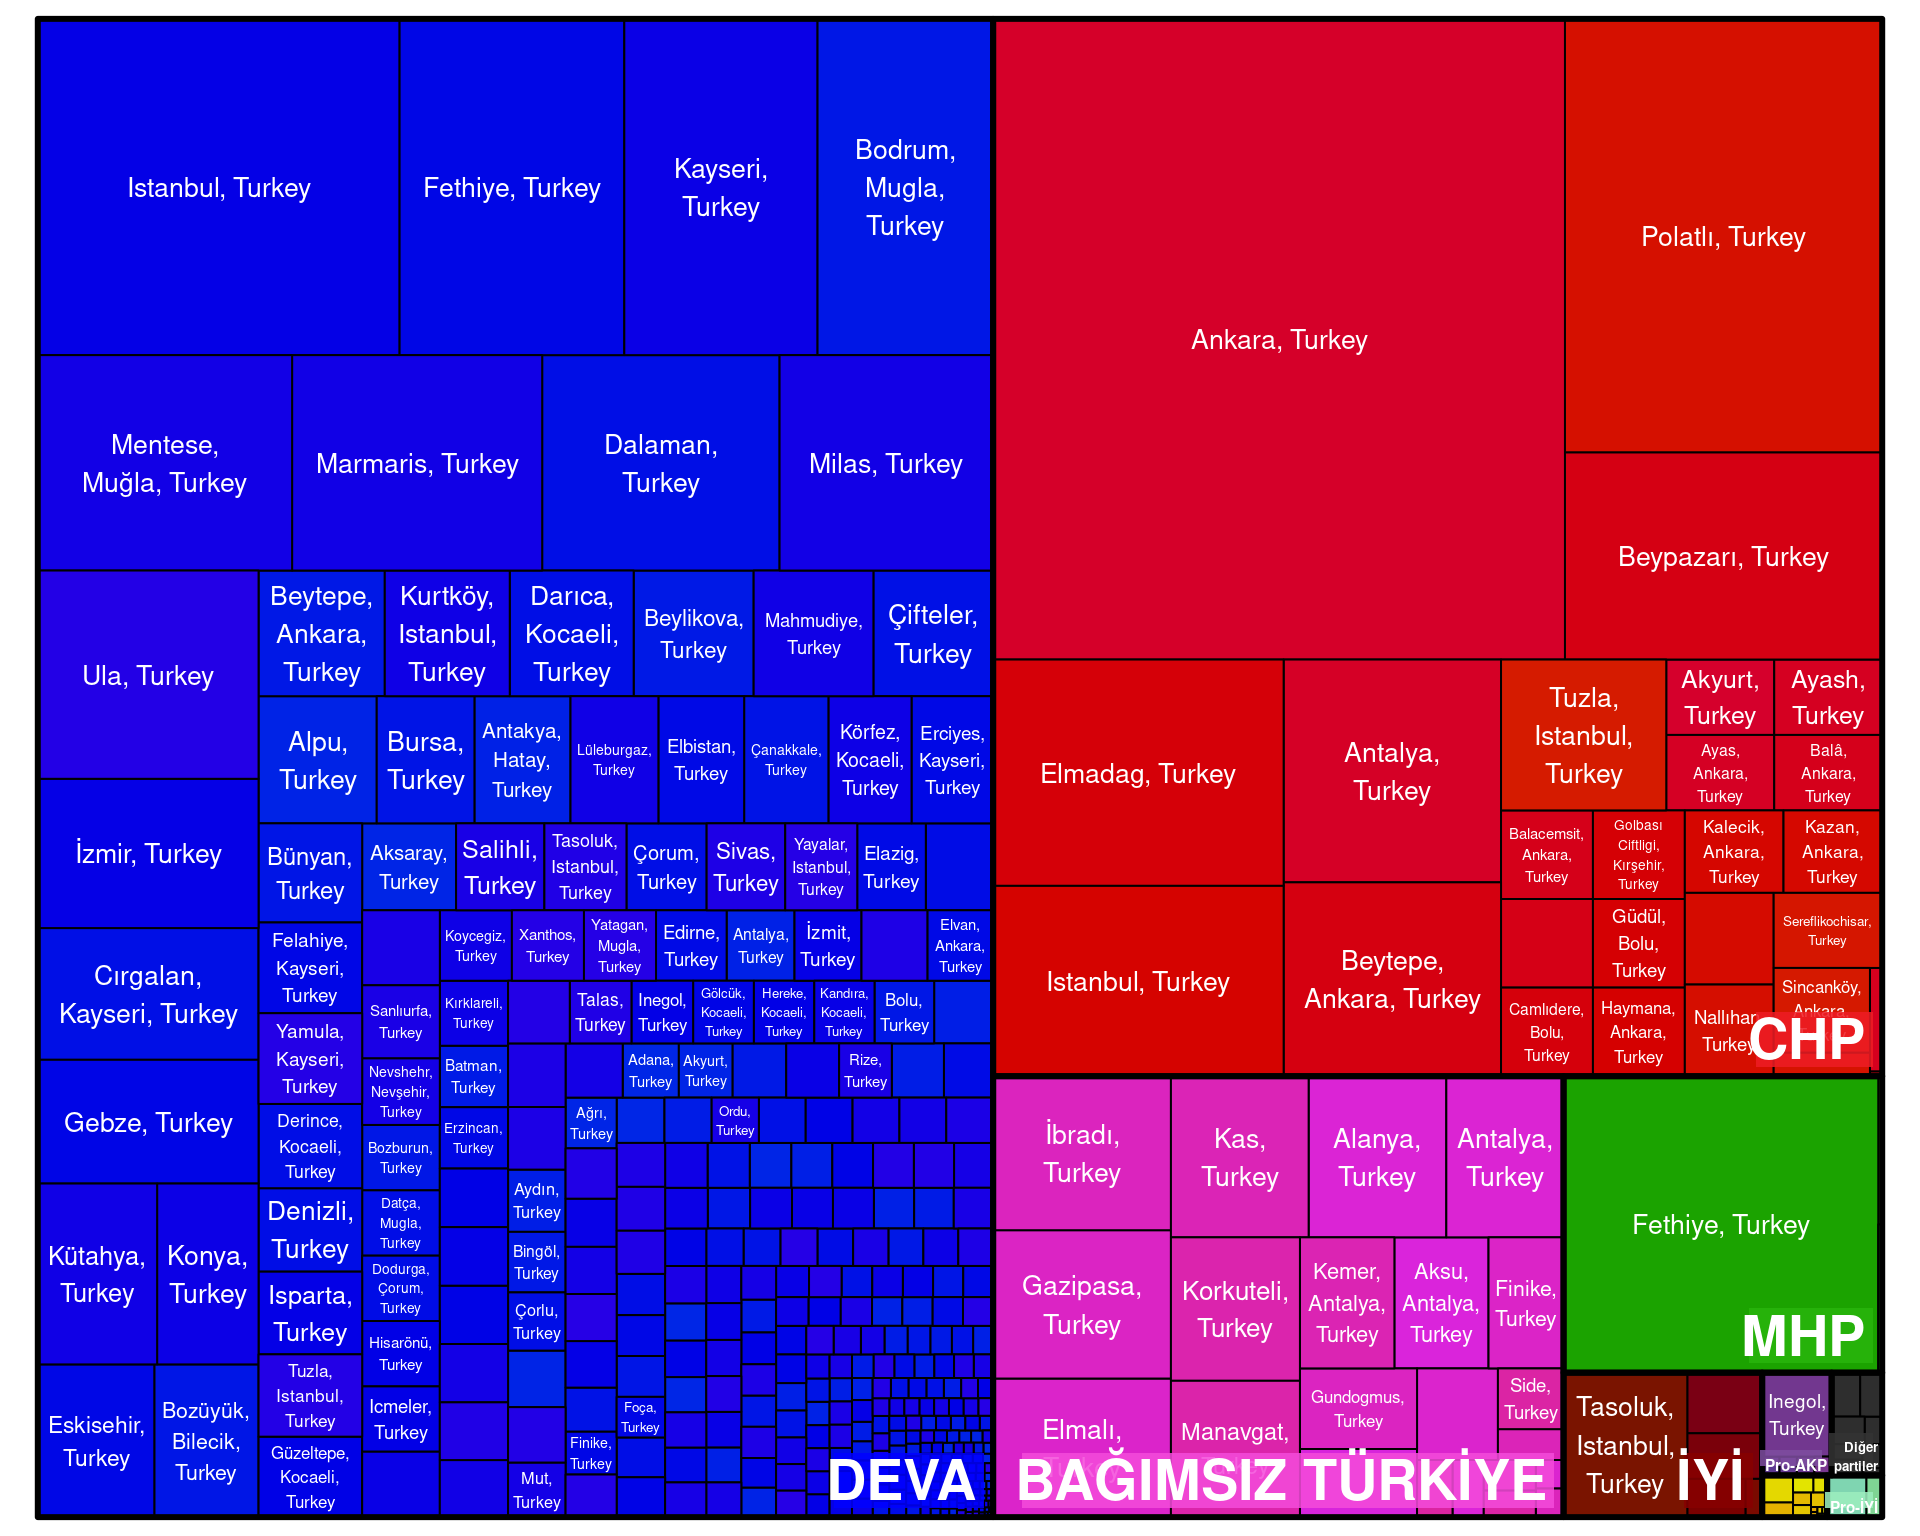 Istanbul, Turkey
Fethiye, Turkey
Kayseri,
Turkey
Bodrum,
Mugla,
Turkey
Mentese,
Muğla, Turkey
Marmaris, Turkey
Dalaman,
Turkey
Milas, Turkey
Ula, Turkey
İzmir, Turkey
Cırgalan,
Kayseri, Turkey
Gebze, Turkey
Kütahya,
Turkey
Konya,
Turkey
Eskisehir,
Turkey
Bozüyük,
Bilecik,
Turkey
Beytepe,
Ankara,
Turkey
Kurtköy,
Istanbul,
Turkey
Darıca,
Kocaeli,
Turkey
Beylikova,
Turkey
Mahmudiye,
Turkey
Çifteler,
Turkey
Alpu,
Turkey
Bursa,
Turkey
Antakya,
Hatay,
Turkey
Lüleburgaz,
Turkey
Elbistan,
Turkey
Çanakkale,
Turkey
Körfez,
Kocaeli,
Turkey
Erciyes,
Kayseri,
Turkey
Bünyan,
Turkey
Aksaray,
Turkey
Salihli,
Turkey
Tasoluk,
Istanbul,
Turkey
Çorum,
Turkey
Sivas,
Turkey
Yayalar,
Istanbul,
Turkey
Elazig,
Turkey
Felahiye,
Kayseri,
Turkey
Yamula,
Kayseri,
Turkey
Derince,
Kocaeli,
Turkey
Denizli,
Turkey
Isparta,
Turkey
Tuzla,
Istanbul,
Turkey
Güzeltepe,
Kocaeli,
Turkey
Sanlıurfa,
Turkey
Nevshehr,
Nevşehir,
Turkey
Bozburun,
Turkey
Datça,
Mugla,
Turkey
Dodurga,
Çorum,
Turkey
Hisarönü,
Turkey
Icmeler,
Turkey
Koycegiz,
Turkey
Xanthos,
Turkey
Yatagan,
Mugla,
Turkey
Edirne,
Turkey
Antalya,
Turkey
İzmit,
Turkey
Elvan,
Ankara,
Turkey
Kırklareli,
Turkey
Batman,
Turkey
Erzincan,
Turkey
Talas,
Turkey
Inegol,
Turkey
Gölcük,
Kocaeli,
Turkey
Hereke,
Kocaeli,
Turkey
Kandıra,
Kocaeli,
Turkey
Bolu,
Turkey
Adana,
Turkey
Akyurt,
Turkey
Rize,
Turkey
Ağrı,
Turkey
Ordu,
Turkey
Aydın,
Turkey
Bingöl,
Turkey
Çorlu,
Turkey
Mut,
Turkey
Foça,
Turkey
Finike,
Turkey
DEVA
Ankara, Turkey
Polatlı, Turkey
Beypazarı, Turkey
Elmadag, Turkey
Istanbul, Turkey
Antalya,
Turkey
Beytepe,
Ankara, Turkey
Tuzla,
Istanbul,
Turkey
Akyurt,
Turkey
Ayash,
Turkey
Ayas,
Ankara,
Turkey
Balâ,
Ankara,
Turkey
Balacemsit,
Ankara,
Turkey
Golbası
Ciftligi,
Kırşehir,
Turkey
Kalecik,
Ankara,
Turkey
Kazan,
Ankara,
Turkey
Güdül,
Bolu,
Turkey
Sereflikochisar,
Turkey
Camlıdere,
Bolu,
Turkey
Haymana,
Ankara,
Turkey
Nallıhan,
Turkey
Sincanköy,
Ankara,
CHP
İbradı,
Turkey
Kas,
Turkey
Alanya,
Turkey
Antalya,
Turkey
Gazipasa,
Turkey
Korkuteli,
Turkey
Kemer,
Antalya,
Turkey
Aksu,
Antalya,
Turkey
Finike,
Turkey
Elmalı,
Turkey
Manavgat,
Gundogmus,
Turkey
Side,
Turkey
BAĞIMSIZ TÜRKİYE
Fethiye, Turkey
MHP
Tasoluk,
Istanbul,
Turkey
İYİ
Inegol,
Turkey
Pro-AKP
Diğer
partiler
Pro-İYİ